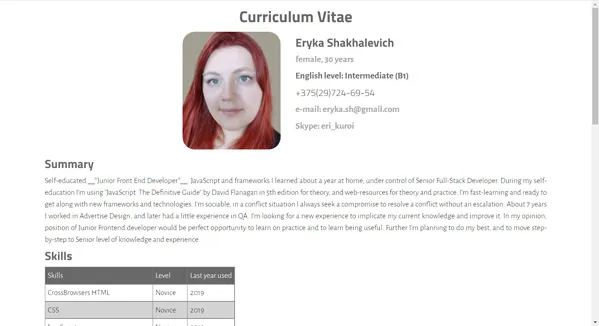 Curriculum Vitae
Eryka Shakhalevich
female, 30 years
English level: Intermediate (B1)
+375(29)724-69-54
e-mail: eryka.sh@gmail.com
Skype: eri_kuroi
Summary
Self-educated __"Junior Front End Developer"__. JavaScript and frameworks I learned about a year at home, under control of Senior Full-Stack Developer. During my self-
education I'm using "JavaScript: The Definitive Guide" by David Flanagan in 5th edition for theory, and web-resources for theory and practice. I'm fast-learning and ready to
get along with new frameworks and technologies. I'm sociable, in a conflict situation I always seek a compromise to resolve a conflict without an escalation. About 7 years
I worked in Advertise Design, and later had a little experience in QA. I'm looking for a new experience to implicate my current knowledge and improve it. In my opinion,
position of Junior Frontend developer would be perfect opportunity to learn on practice and to learn being useful. Further I'm planning to do my best, and to move step-
by-step to Senior level of knowledge and experience.
Skills
Skills Level Last year used
CrossBrowsers HTML Novice 2019
CSS Novice 2019